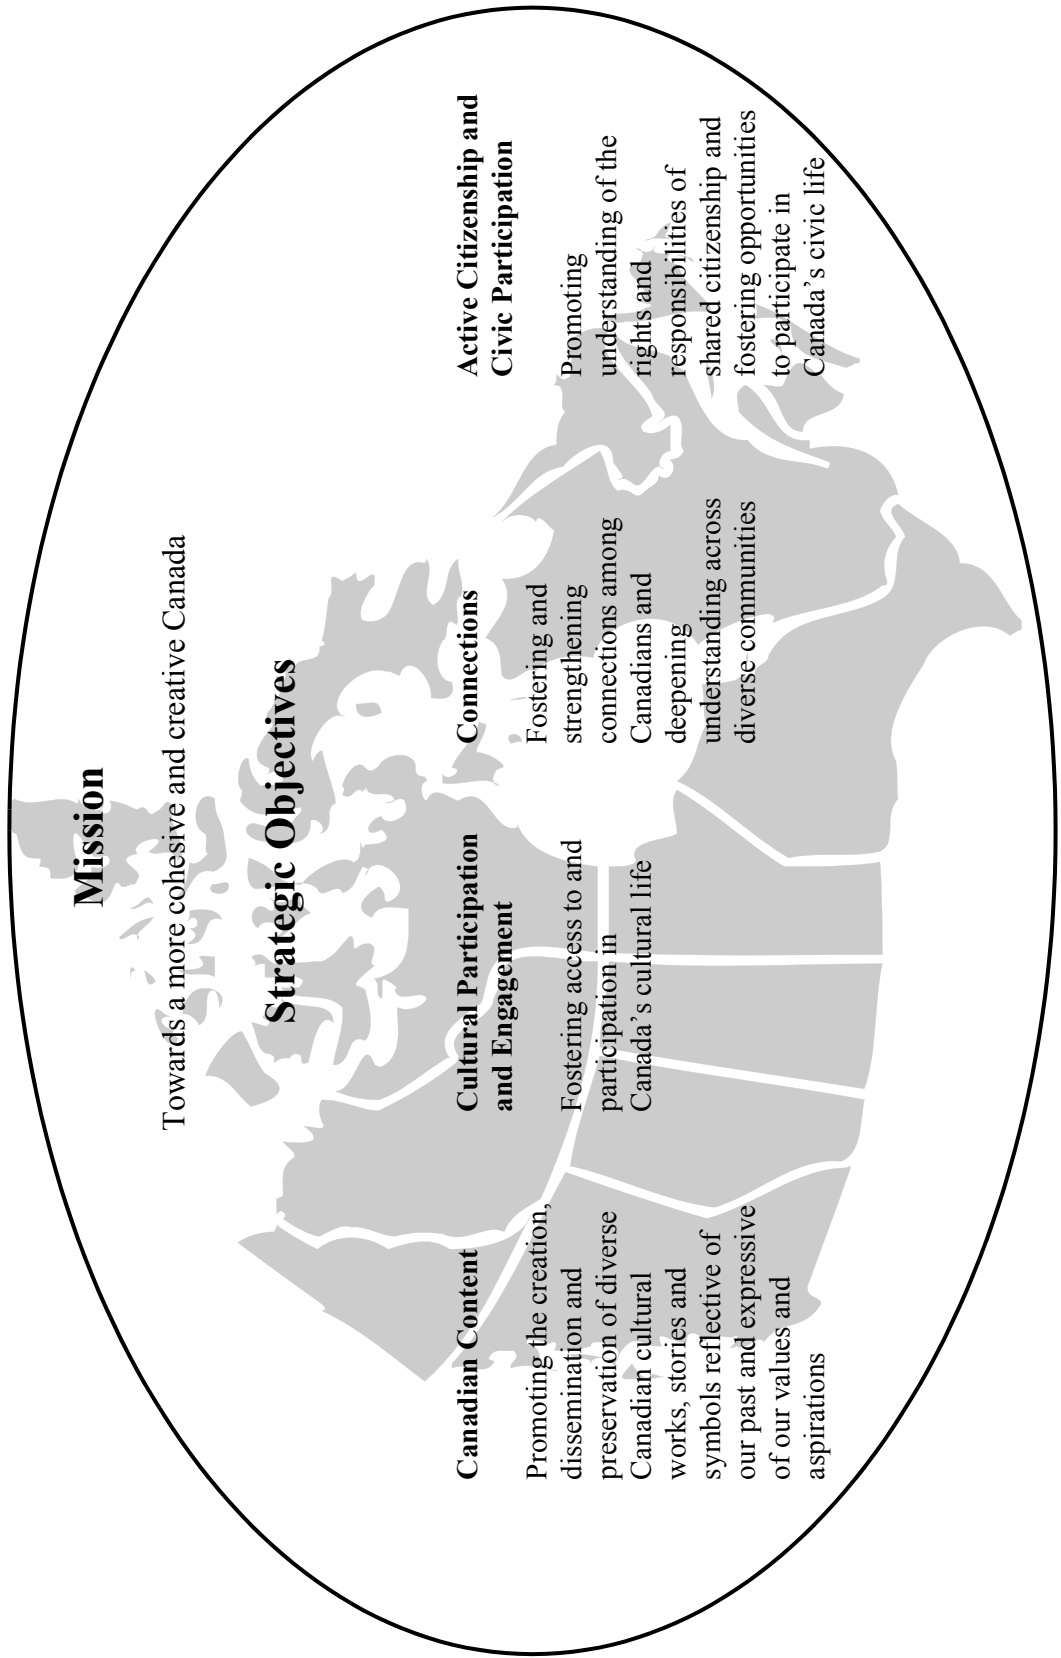 Mission
Towards a more cohesive and creative Canada
Strategic Objectives
Canadian Content
Promoting the creation,
dissemination and
preservation of diverse
Canadian cultural
works, stories and
symbols reflective of
our past and expressive
of our values and
aspirations
Cultural Participation
and Engagement
Fostering access to and
participation in
Canada’s cultural life
Connections
Fostering and
strengthening
connections among
Canadians and
deepening
understanding across
diverse communities
Active Citizenship and
Civic Participation
Promoting
understanding of the
rights and
responsibilities of
shared citizenship and
fostering opportunities
to participate in
Canada’s civic life